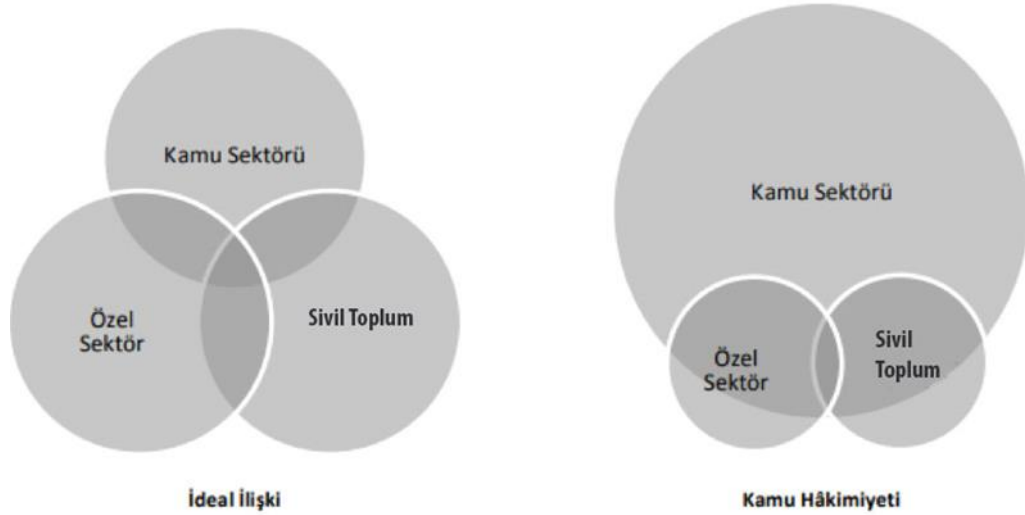 Kamu Sektörü
Özel
Sektör
Sivil Toplum
İdeal İlişki
Kamu Sektörü
Özel
Sektör
Sivil
Toplum
Kamu Hâkimiyeti